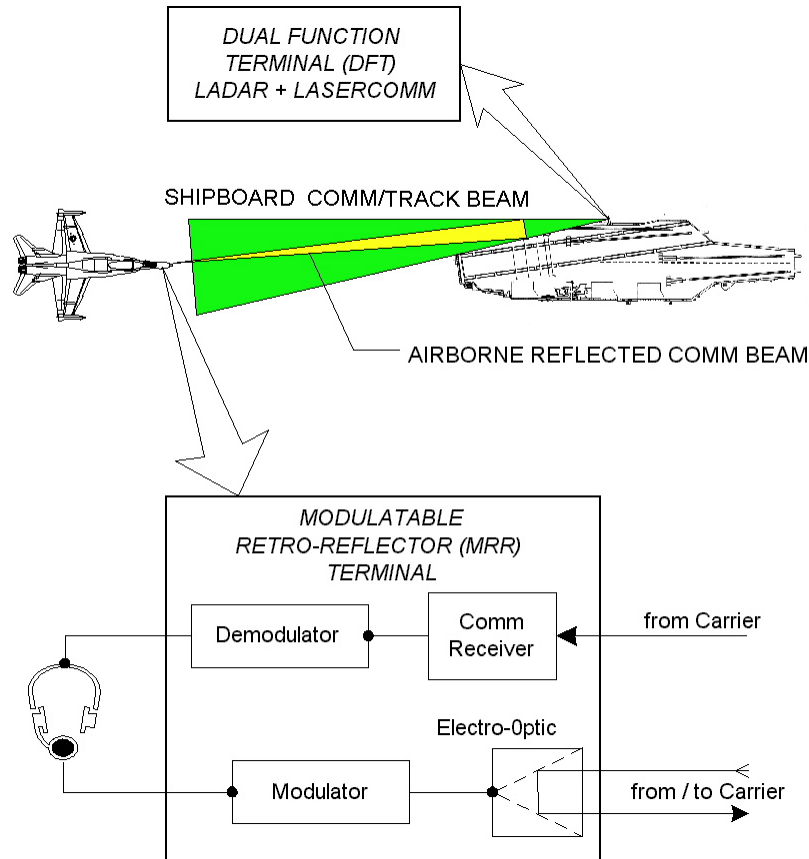 DUAL FUNCTION
TERMINAL (DFT)
LADAR + LASERCOMM
SHIPBOARD COMM/TRACK BEAM
AIRBORNE REFLECTED COMM BEAM
MODULATABLE
RETRO-REFLECTOR (MRR)
TERMINAL
Demodulator
Comm
Receiver
from Carrier
Electro-0ptic
Modulator
from / to Carrier